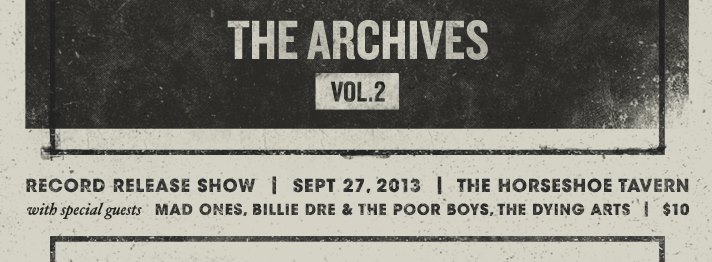 THE ARCHIVES
VOL.2
RECORD RELEASE SHOW | SEPT 27, 2013 | THE HORSESHOE TAVERN
with special guests MAD ONES, BILLIE DRE & THE POOR BOYS, THE DYING ARTS | $10